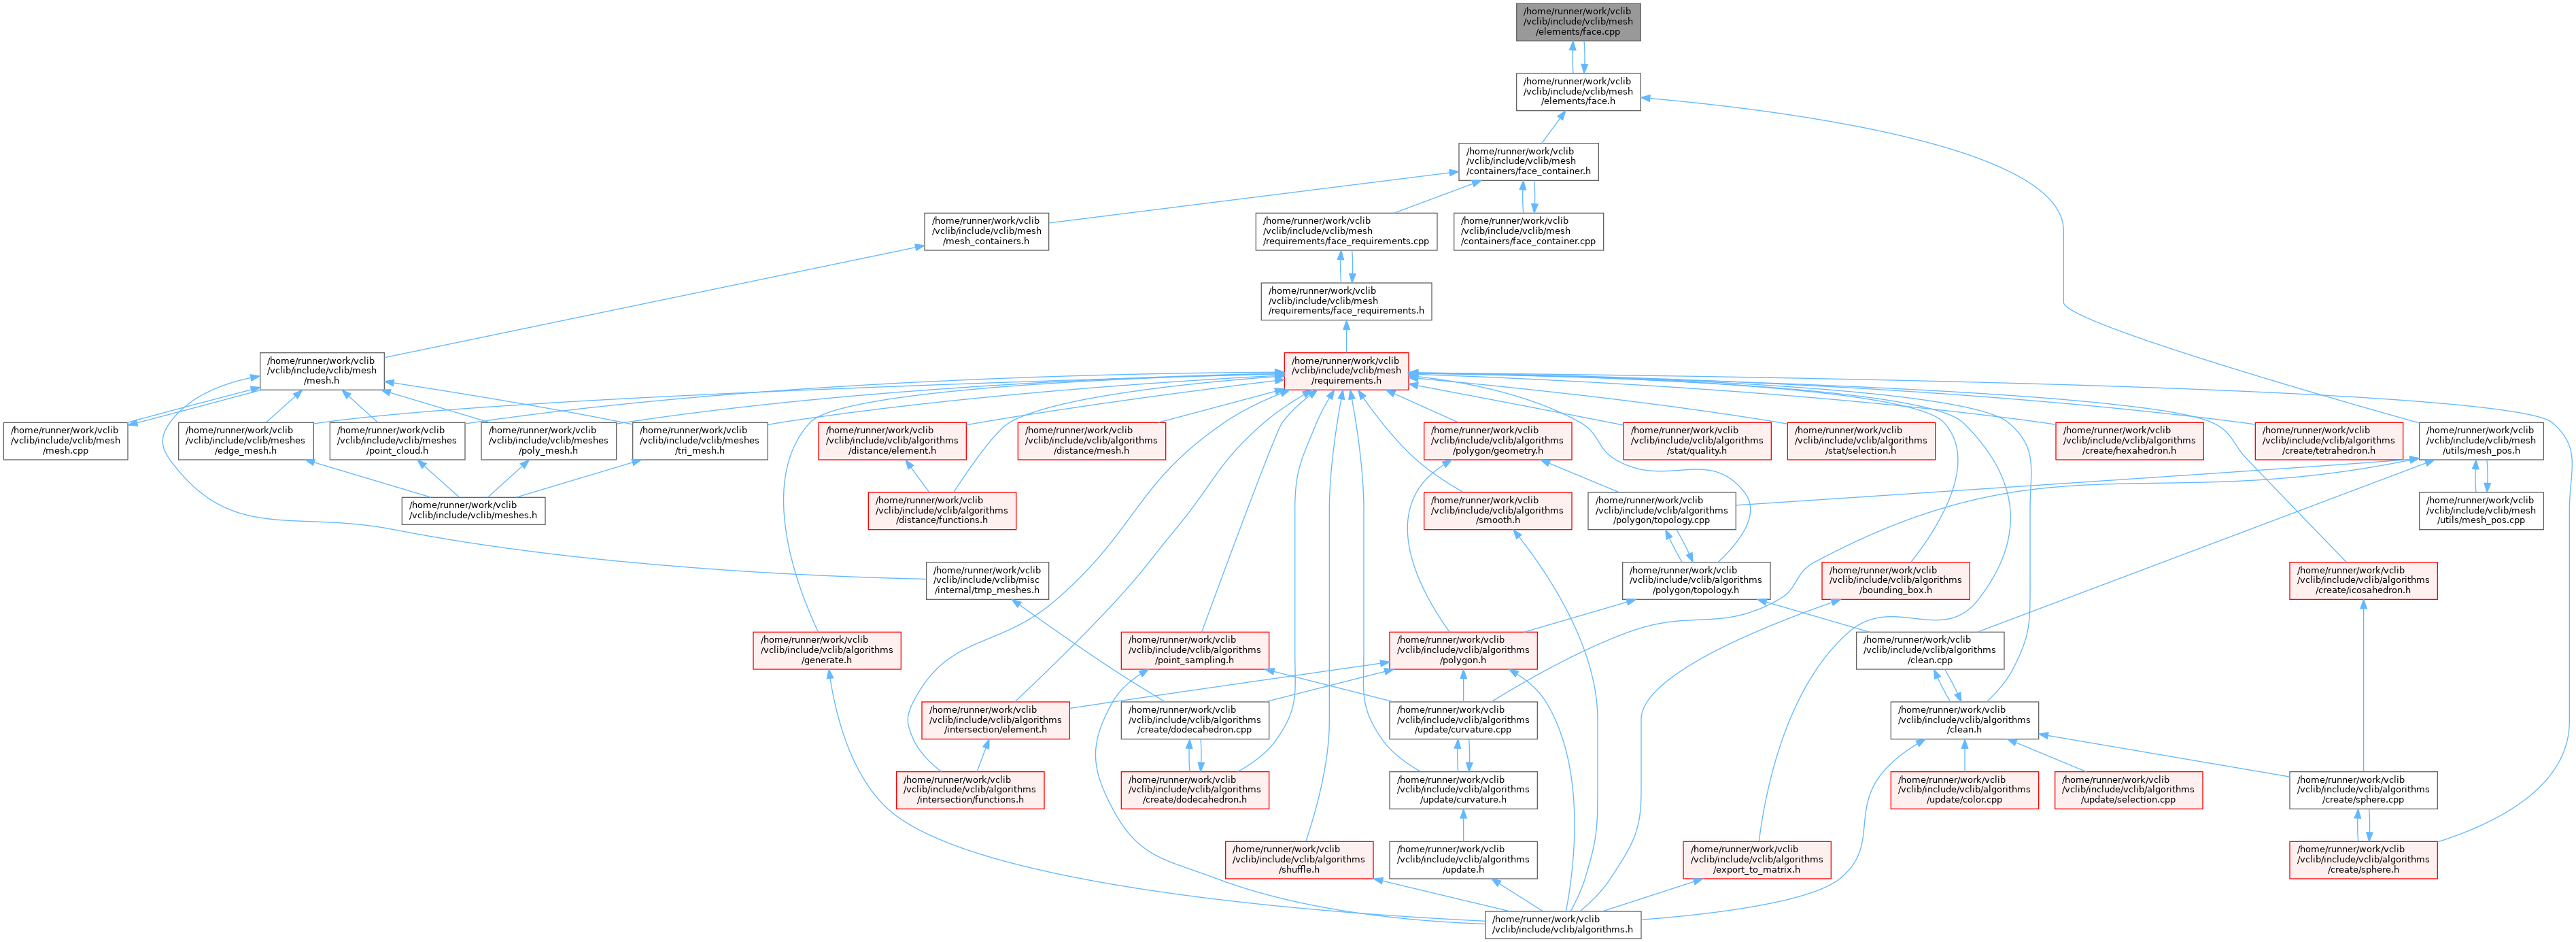 /home/runner/work/vclib
/vclib/include/vclib/mesh
/elements/face.cpp
/home/runner/work/vclib
/vclib/include/vclib/mesh
/elements/face.h
/home/runner/work/vclib
/vclib/include/vclib/mesh
/containers/face_container.h
/home/runner/work/vclib
/vclib/include/vclib/mesh
/mesh_containers.h
/home/runner/work/vclib
/vclib/include/vclib/mesh
/requirements/face_requirements.cpp
/home/runner/work/vclib
/vclib/include/vclib/mesh
/containers/face_container.cpp
/home/runner/work/vclib
/vclib/include/vclib/mesh
/requirements/face_requirements.h
/home/runner/work/vclib
/vclib/include/vclib/mesh
/mesh.h
/home/runner/work/vclib
/vclib/include/vclib/mesh
/requirements.h
/home/runner/work/vclib
/vclib/include/vclib/mesh
/mesh.cpp
/home/runner/work/vclib
/vclib/include/vclib/meshes
/edge_mesh.h
/home/runner/work/vclib
/vclib/include/vclib/meshes
/point_cloud.h
/home/runner/work/vclib
/vclib/include/vclib/meshes
/poly_mesh.h
/home/runner/work/vclib
/vclib/include/vclib/meshes
/tri_mesh.h
/home/runner/work/vclib
/vclib/include/vclib/algorithms
/distance/element.h
/home/runner/work/vclib
/vclib/include/vclib/algorithms
/distance/mesh.h
/home/runner/work/vclib
/vclib/include/vclib/algorithms
/polygon/geometry.h
/home/runner/work/vclib
/vclib/include/vclib/algorithms
/stat/quality.h
/home/runner/work/vclib
/vclib/include/vclib/algorithms
/stat/selection.h
/home/runner/work/vclib
/vclib/include/vclib/algorithms
/create/hexahedron.h
/home/runner/work/vclib
/vclib/include/vclib/algorithms
/create/tetrahedron.h
/home/runner/work/vclib
/vclib/include/vclib/mesh
/utils/mesh_pos.h
/home/runner/work/vclib
/vclib/include/vclib/meshes.h
/home/runner/work/vclib
/vclib/include/vclib/algorithms
/distance/functions.h
/home/runner/work/vclib
/vclib/include/vclib/algorithms
/smooth.h
/home/runner/work/vclib
/vclib/include/vclib/algorithms
/polygon/topology.cpp
/home/runner/work/vclib
/vclib/include/vclib/mesh
/utils/mesh_pos.cpp
/home/runner/work/vclib
/vclib/include/vclib/misc
/internal/tmp_meshes.h
/home/runner/work/vclib
/vclib/include/vclib/algorithms
/polygon/topology.h
/home/runner/work/vclib
/vclib/include/vclib/algorithms
/bounding_box.h
/home/runner/work/vclib
/vclib/include/vclib/algorithms
/create/icosahedron.h
/home/runner/work/vclib
/vclib/include/vclib/algorithms
/generate.h
/home/runner/work/vclib
/vclib/include/vclib/algorithms
/point_sampling.h
/home/runner/work/vclib
/vclib/include/vclib/algorithms
/polygon.h
/home/runner/work/vclib
/vclib/include/vclib/algorithms
/clean.cpp
/home/runner/work/vclib
/vclib/include/vclib/algorithms
/intersection/element.h
/home/runner/work/vclib
/vclib/include/vclib/algorithms
/create/dodecahedron.cpp
/home/runner/work/vclib
/vclib/include/vclib/algorithms
/update/curvature.cpp
/home/runner/work/vclib
/vclib/include/vclib/algorithms
/clean.h
/home/runner/work/vclib
/vclib/include/vclib/algorithms
/intersection/functions.h
/home/runner/work/vclib
/vclib/include/vclib/algorithms
/create/dodecahedron.h
/home/runner/work/vclib
/vclib/include/vclib/algorithms
/update/curvature.h
/home/runner/work/vclib
/vclib/include/vclib/algorithms
/update/color.cpp
/home/runner/work/vclib
/vclib/include/vclib/algorithms
/update/selection.cpp
/home/runner/work/vclib
/vclib/include/vclib/algorithms
/create/sphere.cpp
/home/runner/work/vclib
/vclib/include/vclib/algorithms
/shuffle.h
/home/runner/work/vclib
/vclib/include/vclib/algorithms
/update.h
/home/runner/work/vclib
/vclib/include/vclib/algorithms
/export_to_matrix.h
/home/runner/work/vclib
/vclib/include/vclib/algorithms
/create/sphere.h
/home/runner/work/vclib
/vclib/include/vclib/algorithms.h